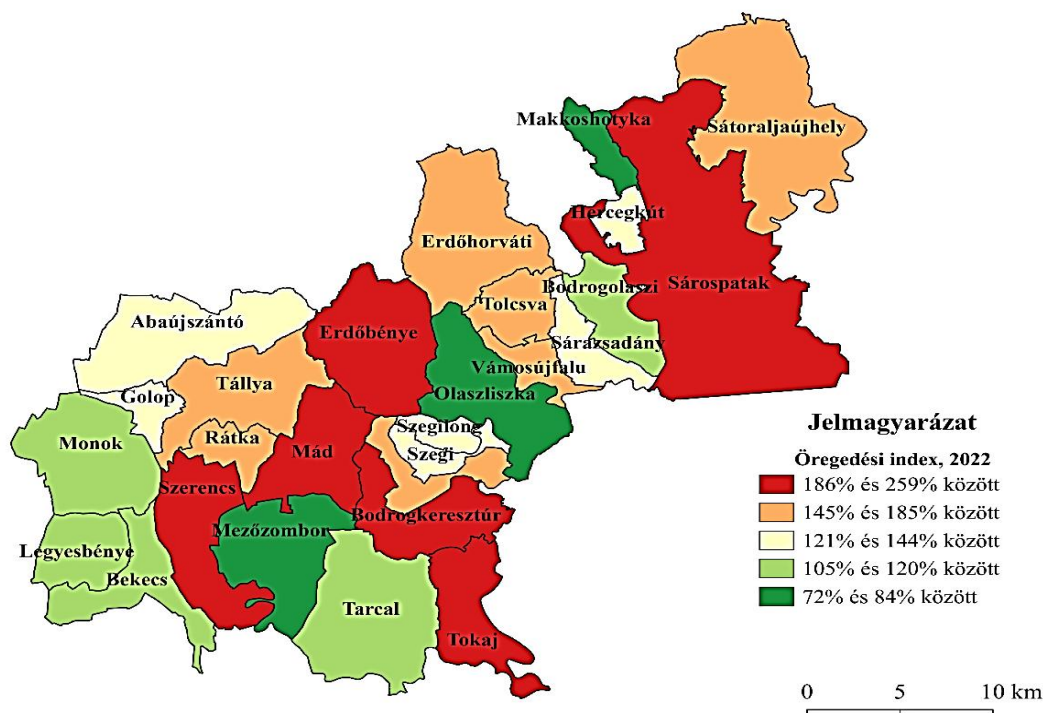 Makkoshotyka
Sátoraljaújhely
Hercegkút
Erdőhorváti
Bodrogolaszi
Sárospatak
Tolcsva
Abaújszántó
Erdőbénye
Sárazsadány
Vámosújfalu
Tállya
Olaszliszka
Golop
Szegilong
Monok
Rátka
Mád
Szegi
Szerencs
Bodrogkeresztúr
Mezőzombor
Legyesbénye
Bekecs
Tarcal
Tokaj
Jelmagyarázat
Öregedési index, 2022
186% és 259% között
145% és 185% között
121% és 144% között
105% és 120% között
72% és 84% között
0 5 10 km